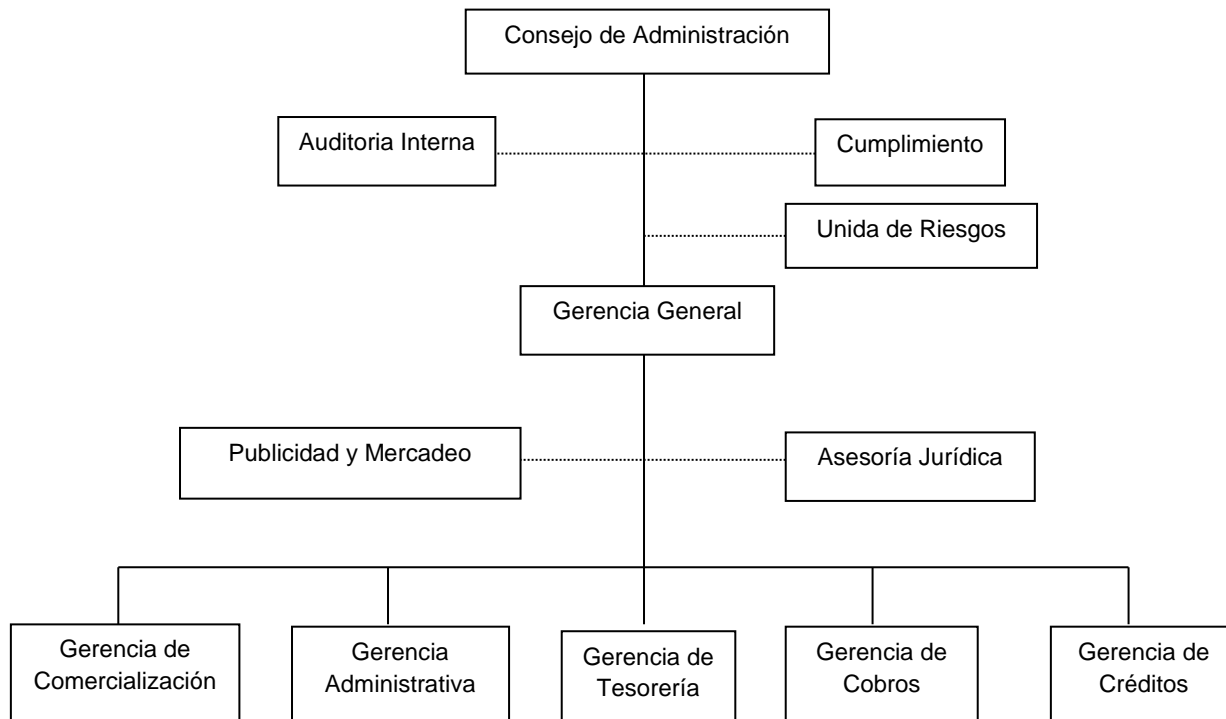 Consejo de Administración
Auditoria Interna
Cumplimiento
Unida de Riesgos
Gerencia General
Publicidad y Mercadeo
Asesoría Jurídica
Gerencia de
Comercialización
Gerencia
Administrativa
Gerencia de
Tesorería
Gerencia de
Cobros
Gerencia de
Créditos